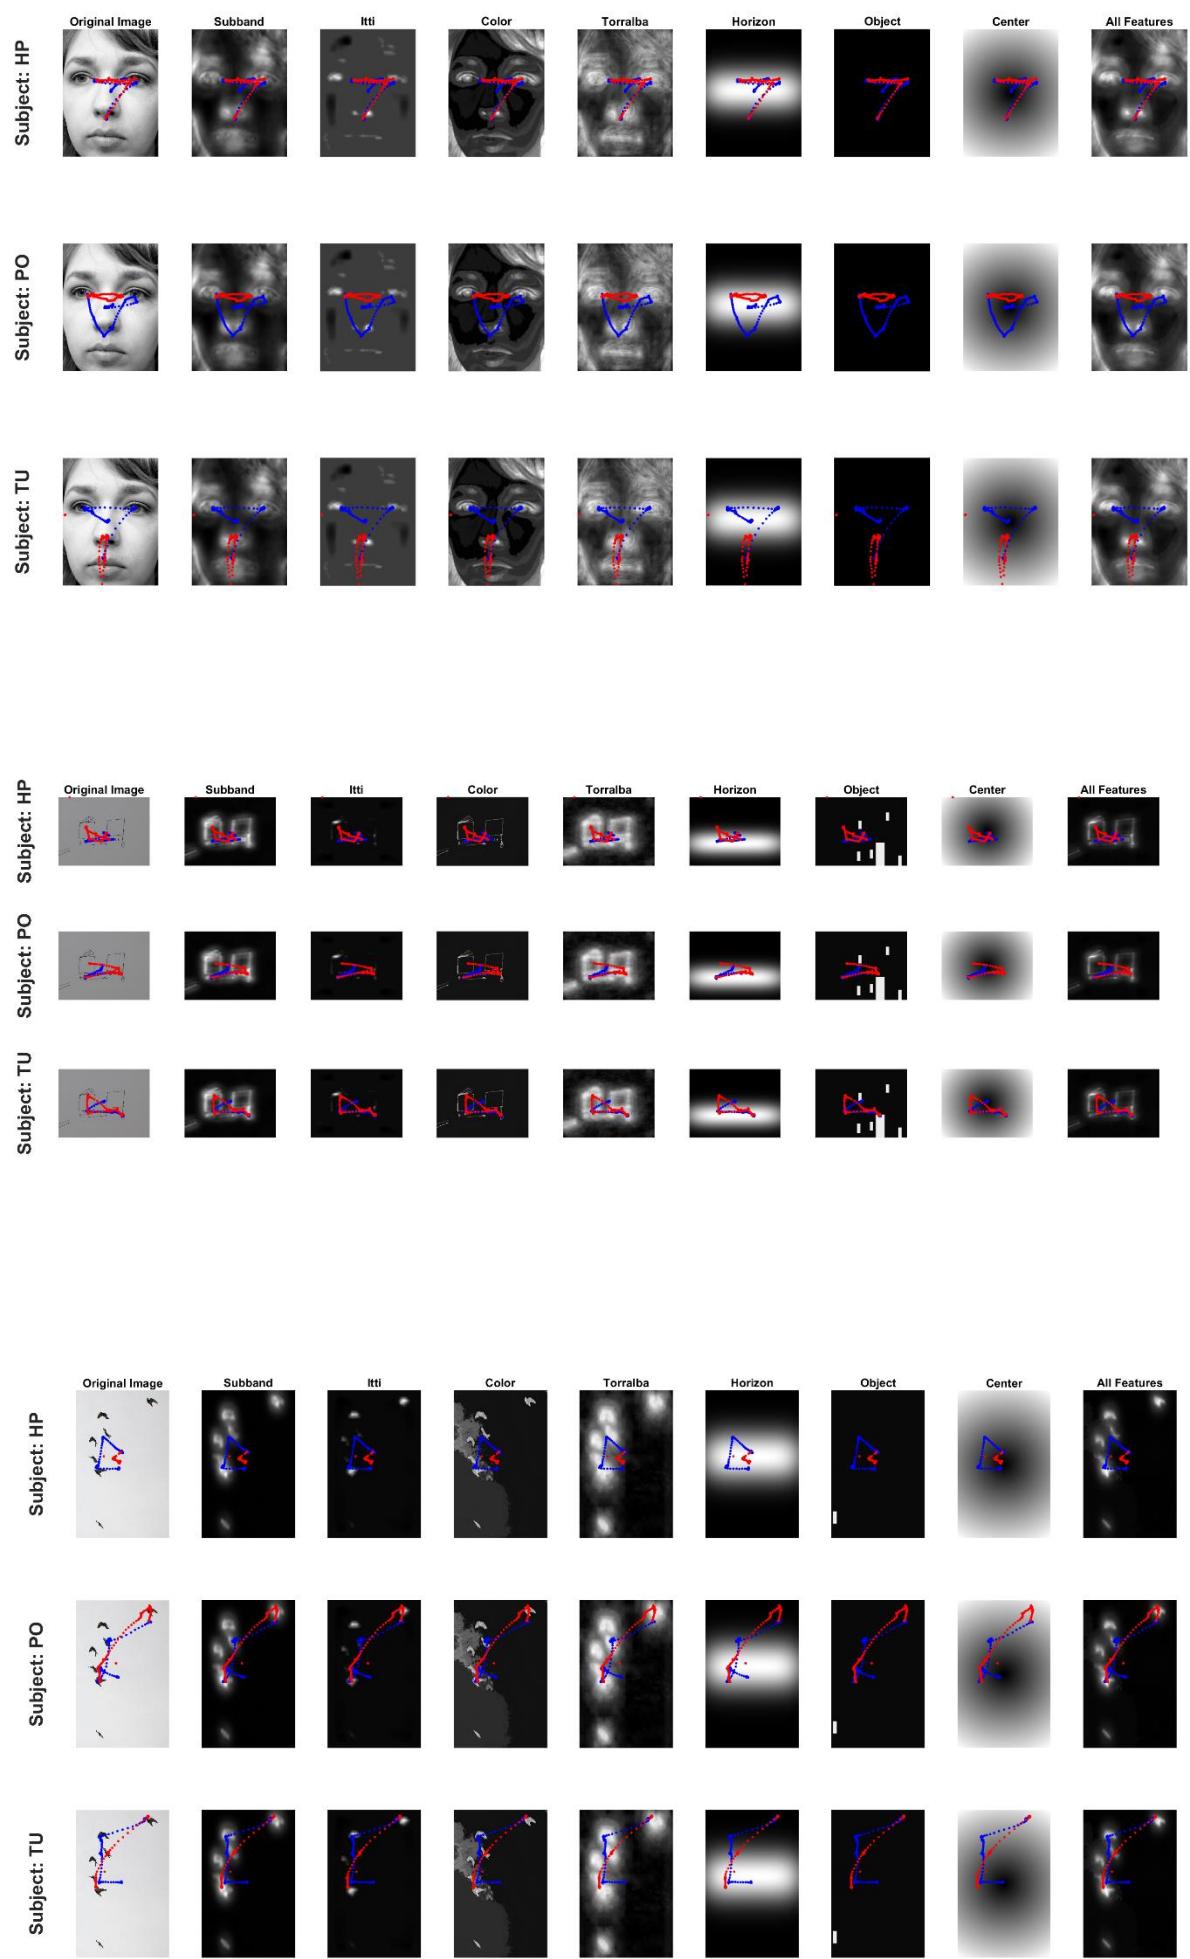 Original Image Subband Itti Color Torralba Horizon Object Center All Features
Subject: HP
Subject: PO
Subject: TU
Original Image Subband Itti Color Torralba Horizon Object Center All Features
Subject: HP
Subject: PO
Subject: TU
Original Image Subband Itti Color Torralba Horizon Object Center All Features
Subject: HP
Subject: PO
Subject: TU